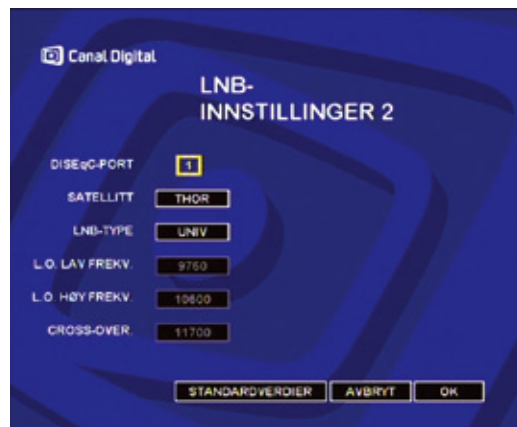 Canal Digital
LNB-
INNSTILLINGER 2
DISEqC-PORT 1
SATELLITT THOR
LNB-TYPE UNIV
L.O. LAV FREKV. 9750
L.O. HØY FREKV. 10600
CROSS-OVER. 11700
STANDARDVERDIER AVBRYT OK